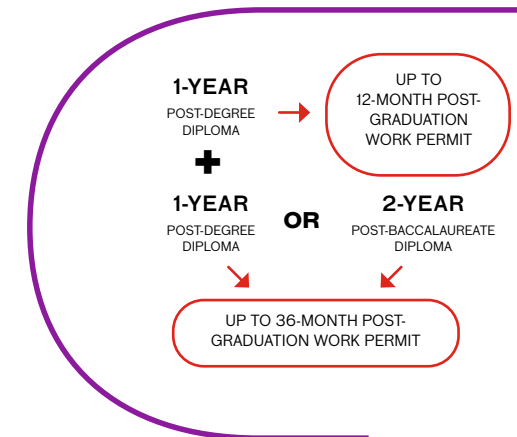 1-YEAR
POST-DEGREE
DIPLOMA
UP TO
12-MONTH POST-
GRADUATION
WORK PERMIT
+
1-YEAR
POST-DEGREE
DIPLOMA
OR
2-YEAR
POST-BACCALAUREATE
DIPLOMA
UP TO 36-MONTH POST-
GRADUATION WORK PERMIT